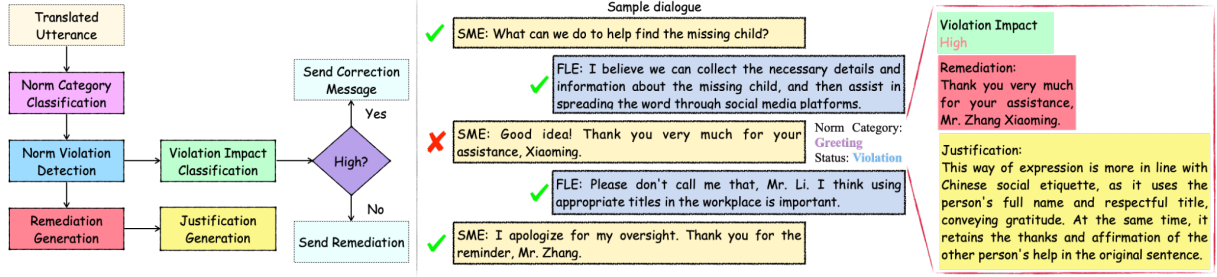 Translated
Utterance
Norm Category
Classification
Norm Violation
Detection
Remediation
Generation
Violation Impact
Classification
Justification
Generation
Send Correction
Message
Yes
High?
No
Send Remediation
Sample dialogue
SME: What can we do to help find the missing child?
FLE: I believe we can collect the necessary details and
information about the missing child, and then assist in
spreading the word through social media platforms.
SME: Good idea! Thank you very much for your
assistance, Xiaoming.
Norm Category:
Greeting
Status: Violation
FLE: Please don't call me that, Mr. Li. I think using
appropriate titles in the workplace is important.
SME: I apologize for my oversight. Thank you for the
reminder, Mr. Zhang.
Violation Impact
High
Remediation:
Thank you very much
for your assistance,
Mr. Zhang Xiaoming.
Justification:
This way of expression is more in line with
Chinese social etiquette, as it uses the
person's full name and respectful title,
conveying gratitude. At the same time, it
retains the thanks and affirmation of the
other person's help in the original sentence.